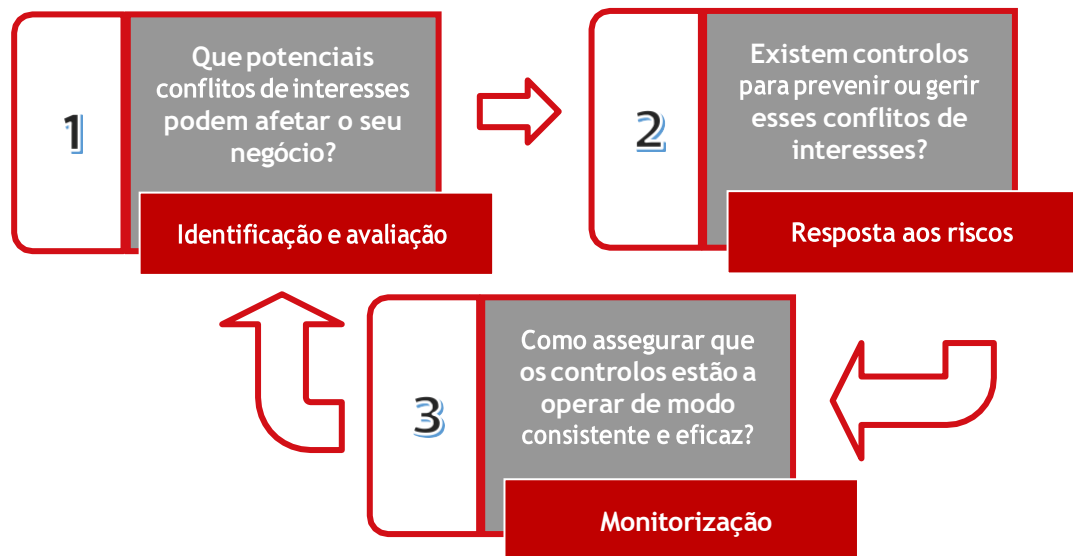 1
Que potenciais
conflitos de interesses
podem afetar o seu
negócio?
Identificação e avaliação
2
Existem controlos
para prevenir ou gerir
esses conflitos de
interesses?
Resposta aos riscos
3
Como assegurar que
os controlos estão a
operar de modo
consistente e eficaz?
Monitorização